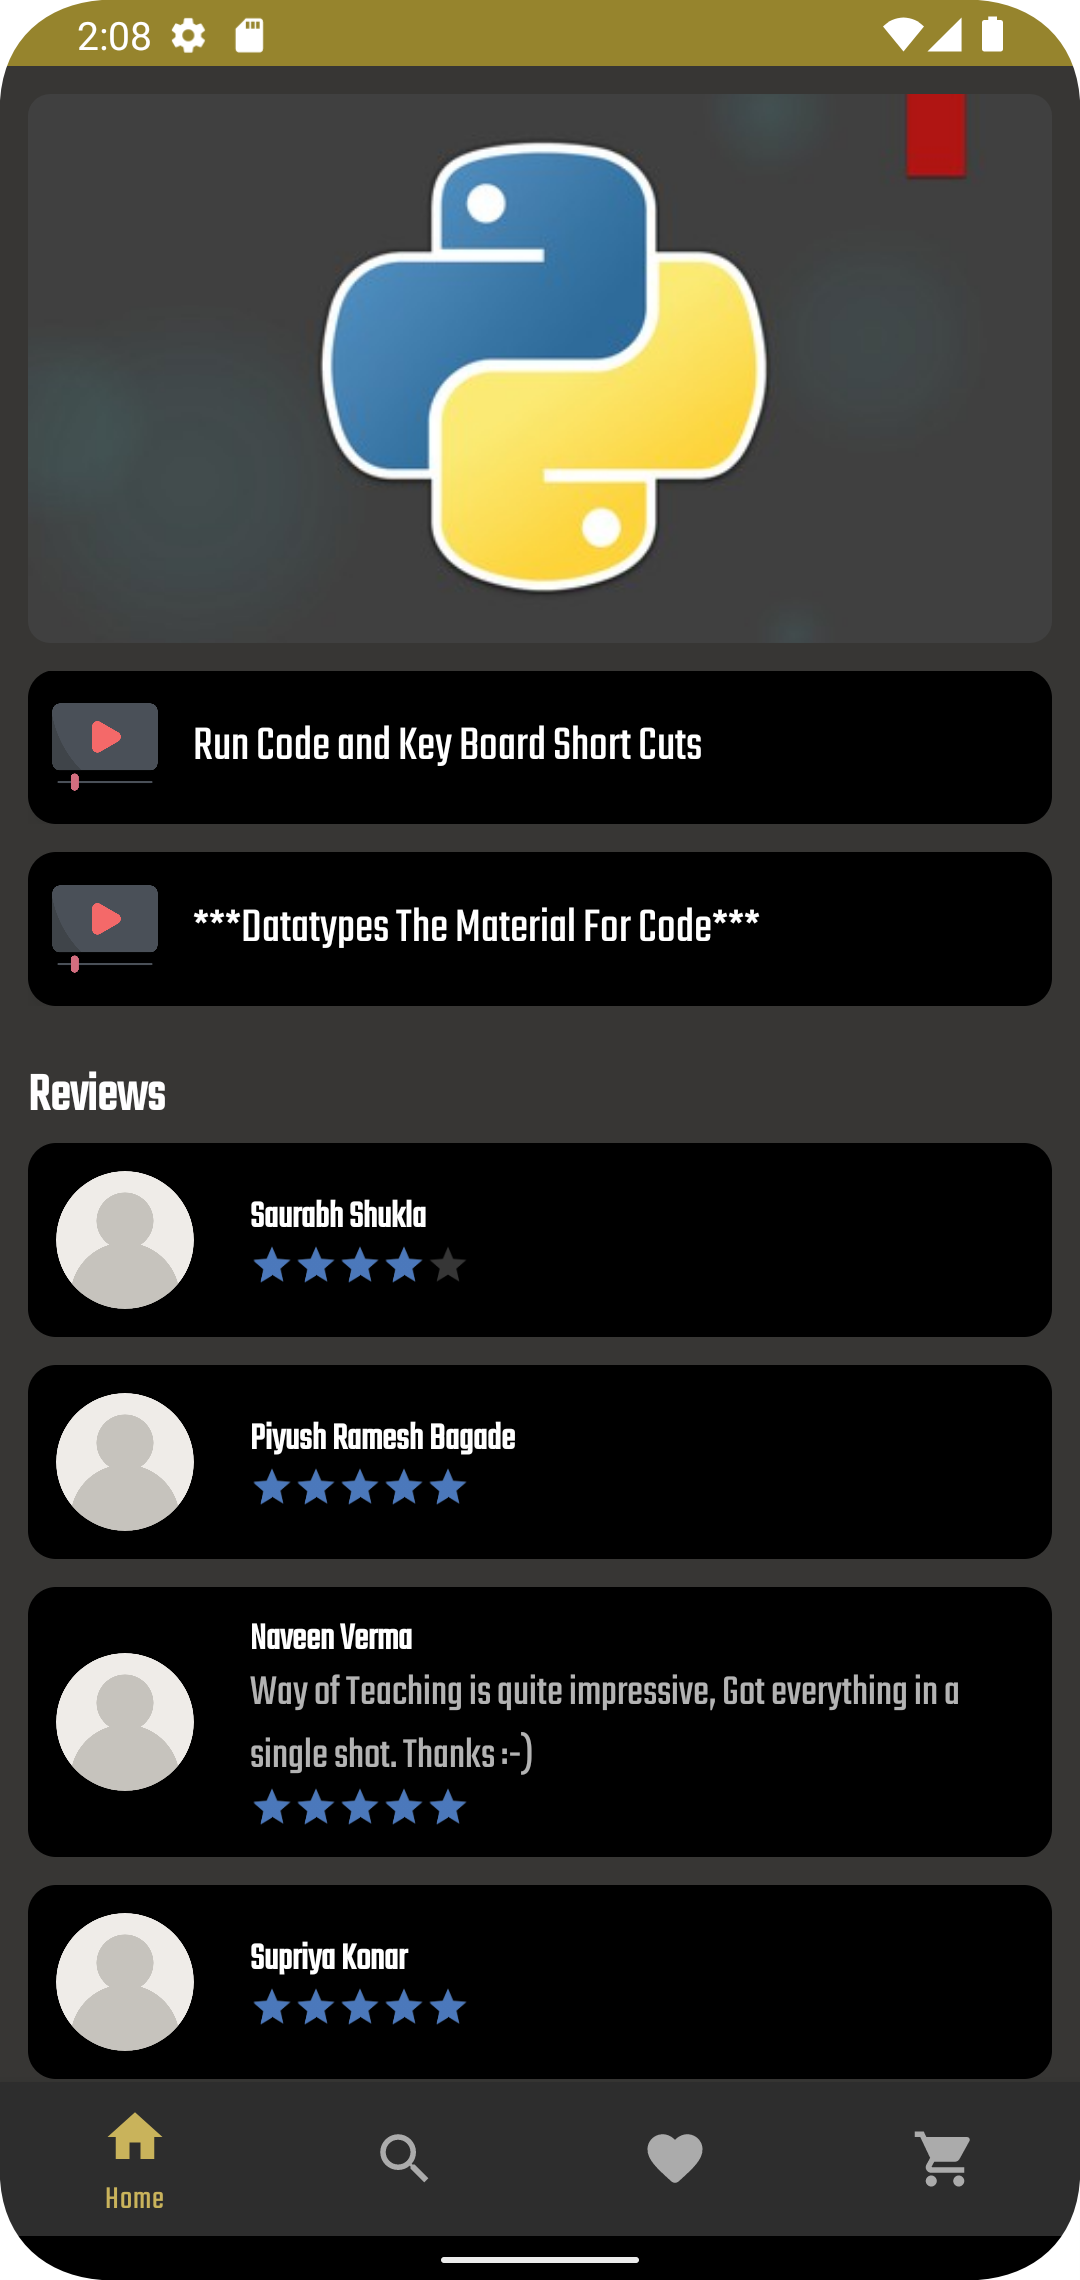 2:08
Run Code and Key Board Short Cuts
***Datatypes The Material For Code***
Reviews
Saurabh Shukla
Piyush Ramesh Bagade
Naveen Verma
Way of Teaching is quite impressive, Got everything in a
single shot. Thanks :-)
Supriya Konar
Home